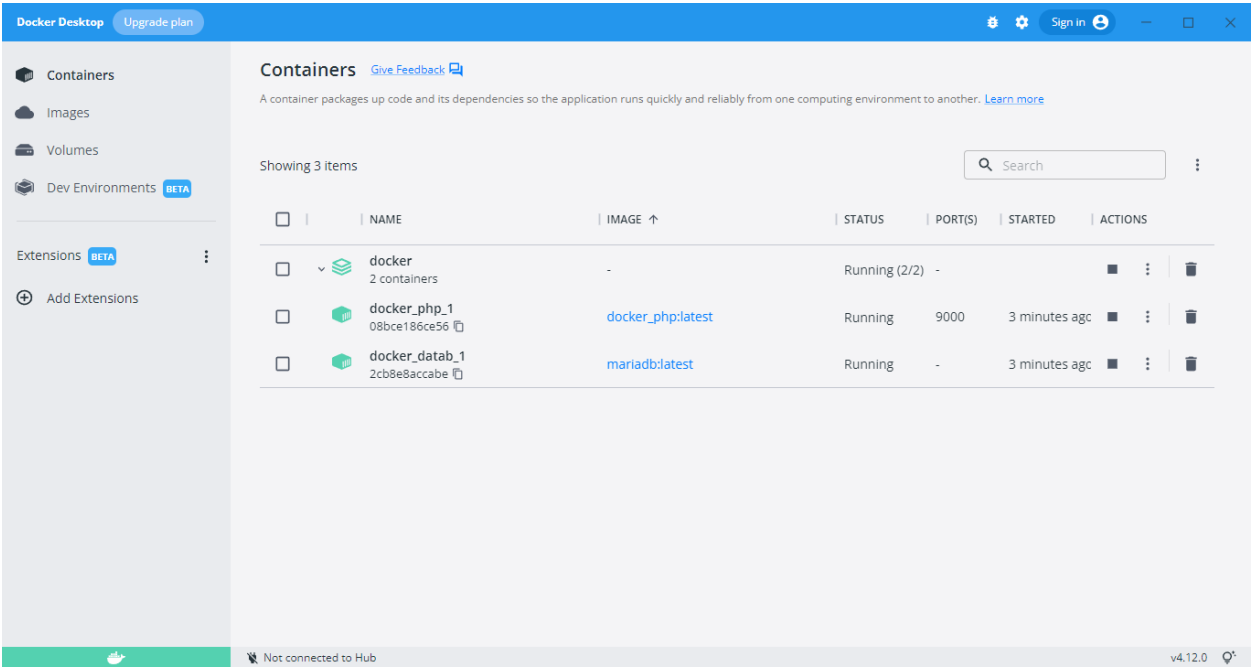 Docker Desktop Upgrade plan Sign in
Containers
Images
Volumes
Dev Environments BETA
Extensions BETA
Add Extensions
Containers Give Feedback
A container packages up code and its dependencies so the application runs quickly and reliably from one computing environment to another. Learn more
Showing 3 items Search
NAME IMAGE STATUS PORT(S) STARTED ACTIONS
docker - Running (2/2) -
2 containers
docker_php_1 docker_php:latest Running 9000 3 minutes agc
08bce186ce56
docker_datab_1 mariadb:latest Running - 3 minutes agc
2cb8e8accabe
Not connected to Hub v4.12.0